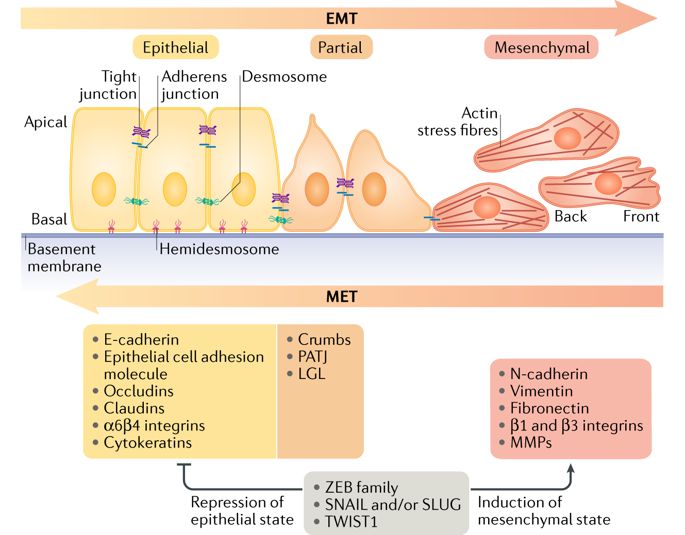 EMT
Epithelial
Partial
Mesenchymal
Tight
junction
Adherens
junction
Desmosome
Apical
Actin
stress fibres
Basal
Back
Front
Basement
membrane
Hemidesmosome
MET
• E-cadherin
• Epithelial cell adhesion
molecule
• Occludins
• Claudins
• α6β4 integrins
• Cytokeratins
• Crumbs
• PATJ
• LGL
• N-cadherin
• Vimentin
• Fibronectin
• β1 and β3 integrins
• MMPs
Repression of
epithelial state
• ZEB family
• SNAIL and/or SLUG
• TWIST1
Induction of
mesenchymal state